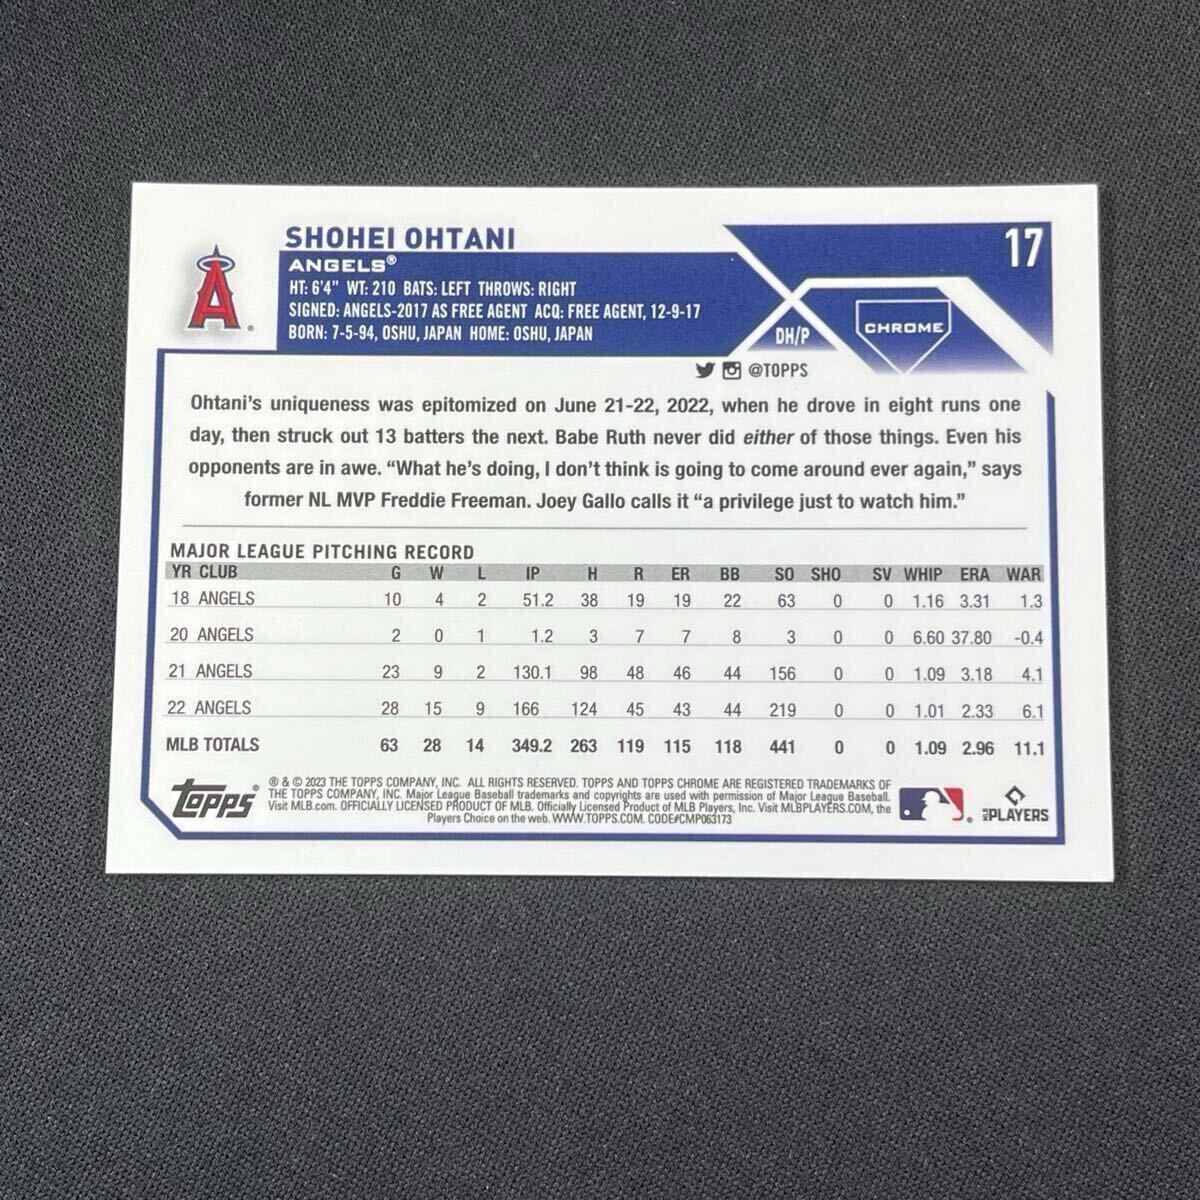 SHOHEI OHTANI
17
ANGELS®
HT: 6'4" WT: 210 BATS: LEFT THROWS: RIGHT
SIGNED: ANGELS-2017 AS FREE AGENT ACQ: FREE AGENT, 12-9-17
BORN: 7-5-94, OSHU, JAPAN HOME: OSHU, JAPAN
A®
DH/P
CHROME
@TOPPS
Ohtani's uniqueness was epitomized on June 21-22, 2022, when he drove in eight runs one
day, then struck out 13 batters the next. Babe Ruth never did either of those things. Even his
opponents are in awe. “What he's doing, I don't think is going to come around ever again,” says
former NL MVP Freddie Freeman. Joey Gallo calls it “a privilege just to watch him.”
MAJOR LEAGUE PITCHING RECORD
YR CLUB G W L IP H R ER BB SO SHO SV WHIP ERA WAR
18 ANGELS 10 4 2 51.2 38 19 19 22 63 0 0 1.16 3.31 1.3
20 ANGELS 2 0 1 1.2 3 7 7 8 3 0 0 6.60 37.80 -0.4
21 ANGELS 23 9 2 130.1 98 48 46 44 156 0 0 1.09 3.18 4.1
22 ANGELS 28 15 9 166 124 45 43 44 219 0 0 1.01 2.33 6.1
MLB TOTALS 63 28 14 349.2 263 119 115 118 441 0 0 1.09 2.96 11.1
Topps®
® & © 2023 THE TOPPS COMPANY, INC. ALL RIGHTS RESERVED. TOPPS AND TOPPS CHROME ARE REGISTERED TRADEMARKS OF
THE TOPPS COMPANY, INC. Major League Baseball trademarks and copyrights are used with permission of Major League Baseball.
Visit MLB.com. OFFICIALLY LICENSED PRODUCT OF MLB. Officially Licensed Product of MLB Players, Inc. Visit MLBPLAYERS.COM, the
Players Choice on the web. WWW.TOPPS.COM. CODE#CMP063173
MLB PLAYERS